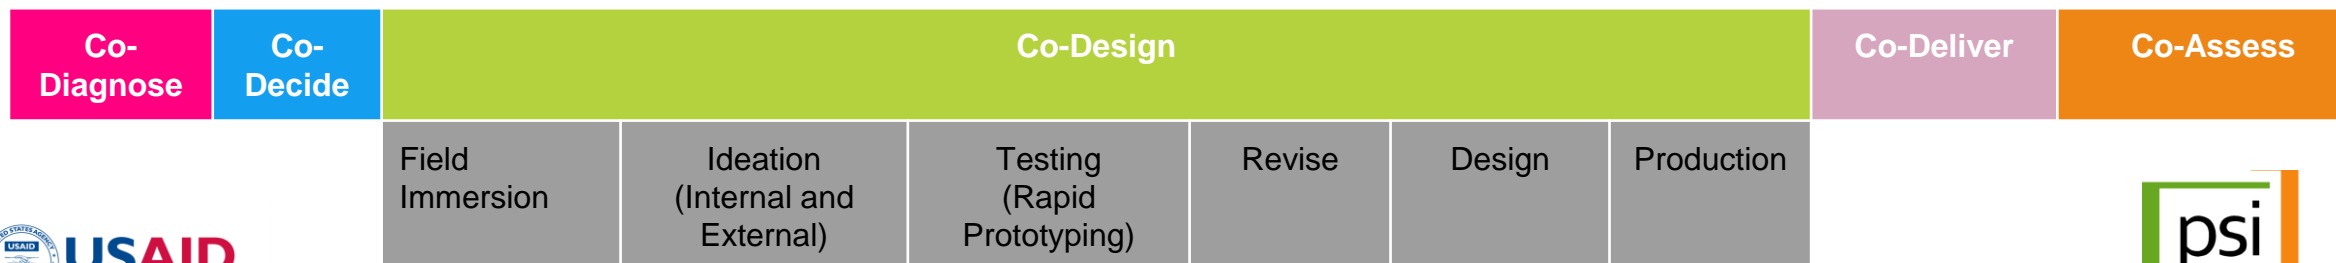 Co-
Diagnose
Co-
Decide
Co-Design
Co-Deliver
Co-Assess
Field
Immersion
Ideation
(Internal and
External)
Testing
(Rapid
Prototyping)
Revise
Design
Production
USAID
USAID
psi